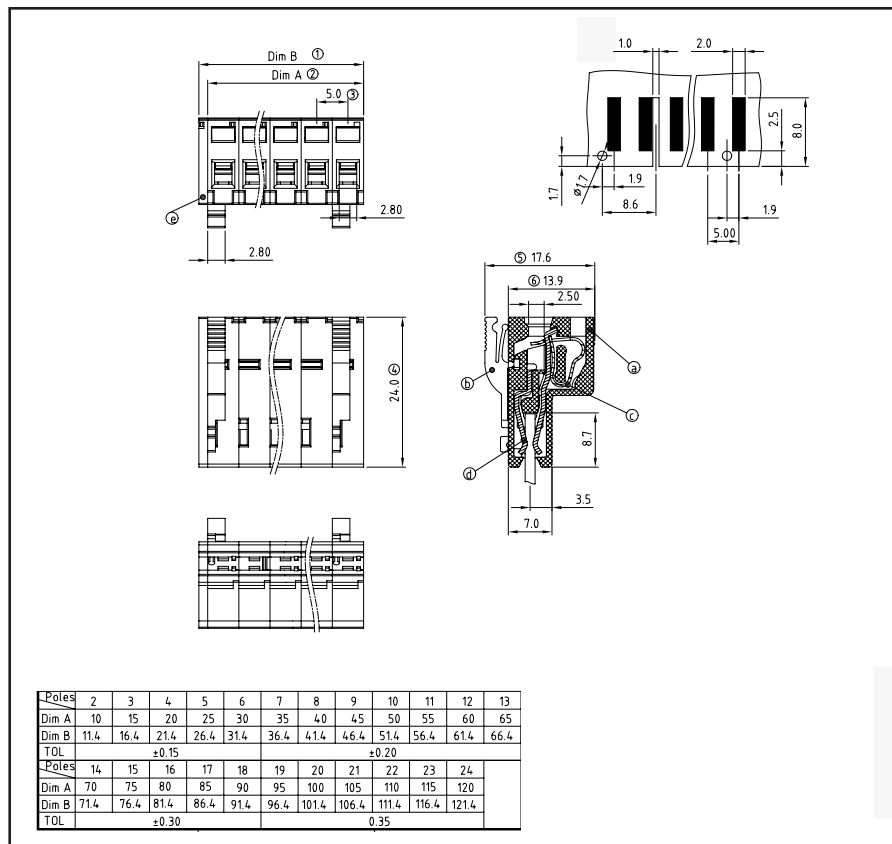 Dim B ①
Dim A ②
5.0 ③
ⓔ
2.80
2.80
1.0
2.0
2.5
8.0
1.7
ø1.7
1.9
8.6
1.9
5.00
24.0 ④
⑤ 17.6
⑥ 13.9
2.50
ⓐ
ⓑ
ⓒ
8.7
ⓓ
3.5
7.0
Poles 2 3 4 5 6 7 8 9 10 11 12 13
Dim A 10 15 20 25 30 35 40 45 50 55 60 65
Dim B 11.4 16.4 21.4 26.4 31.4 36.4 41.4 46.4 51.4 56.4 61.4 66.4
TOL ±0.15 ±0.20
Poles 14 15 16 17 18 19 20 21 22 23 24
Dim A 70 75 80 85 90 95 100 105 110 115 120
Dim B 71.4 76.4 81.4 86.4 91.4 96.4 101.4 106.4 111.4 116.4 121.4
TOL ±0.30 0.35